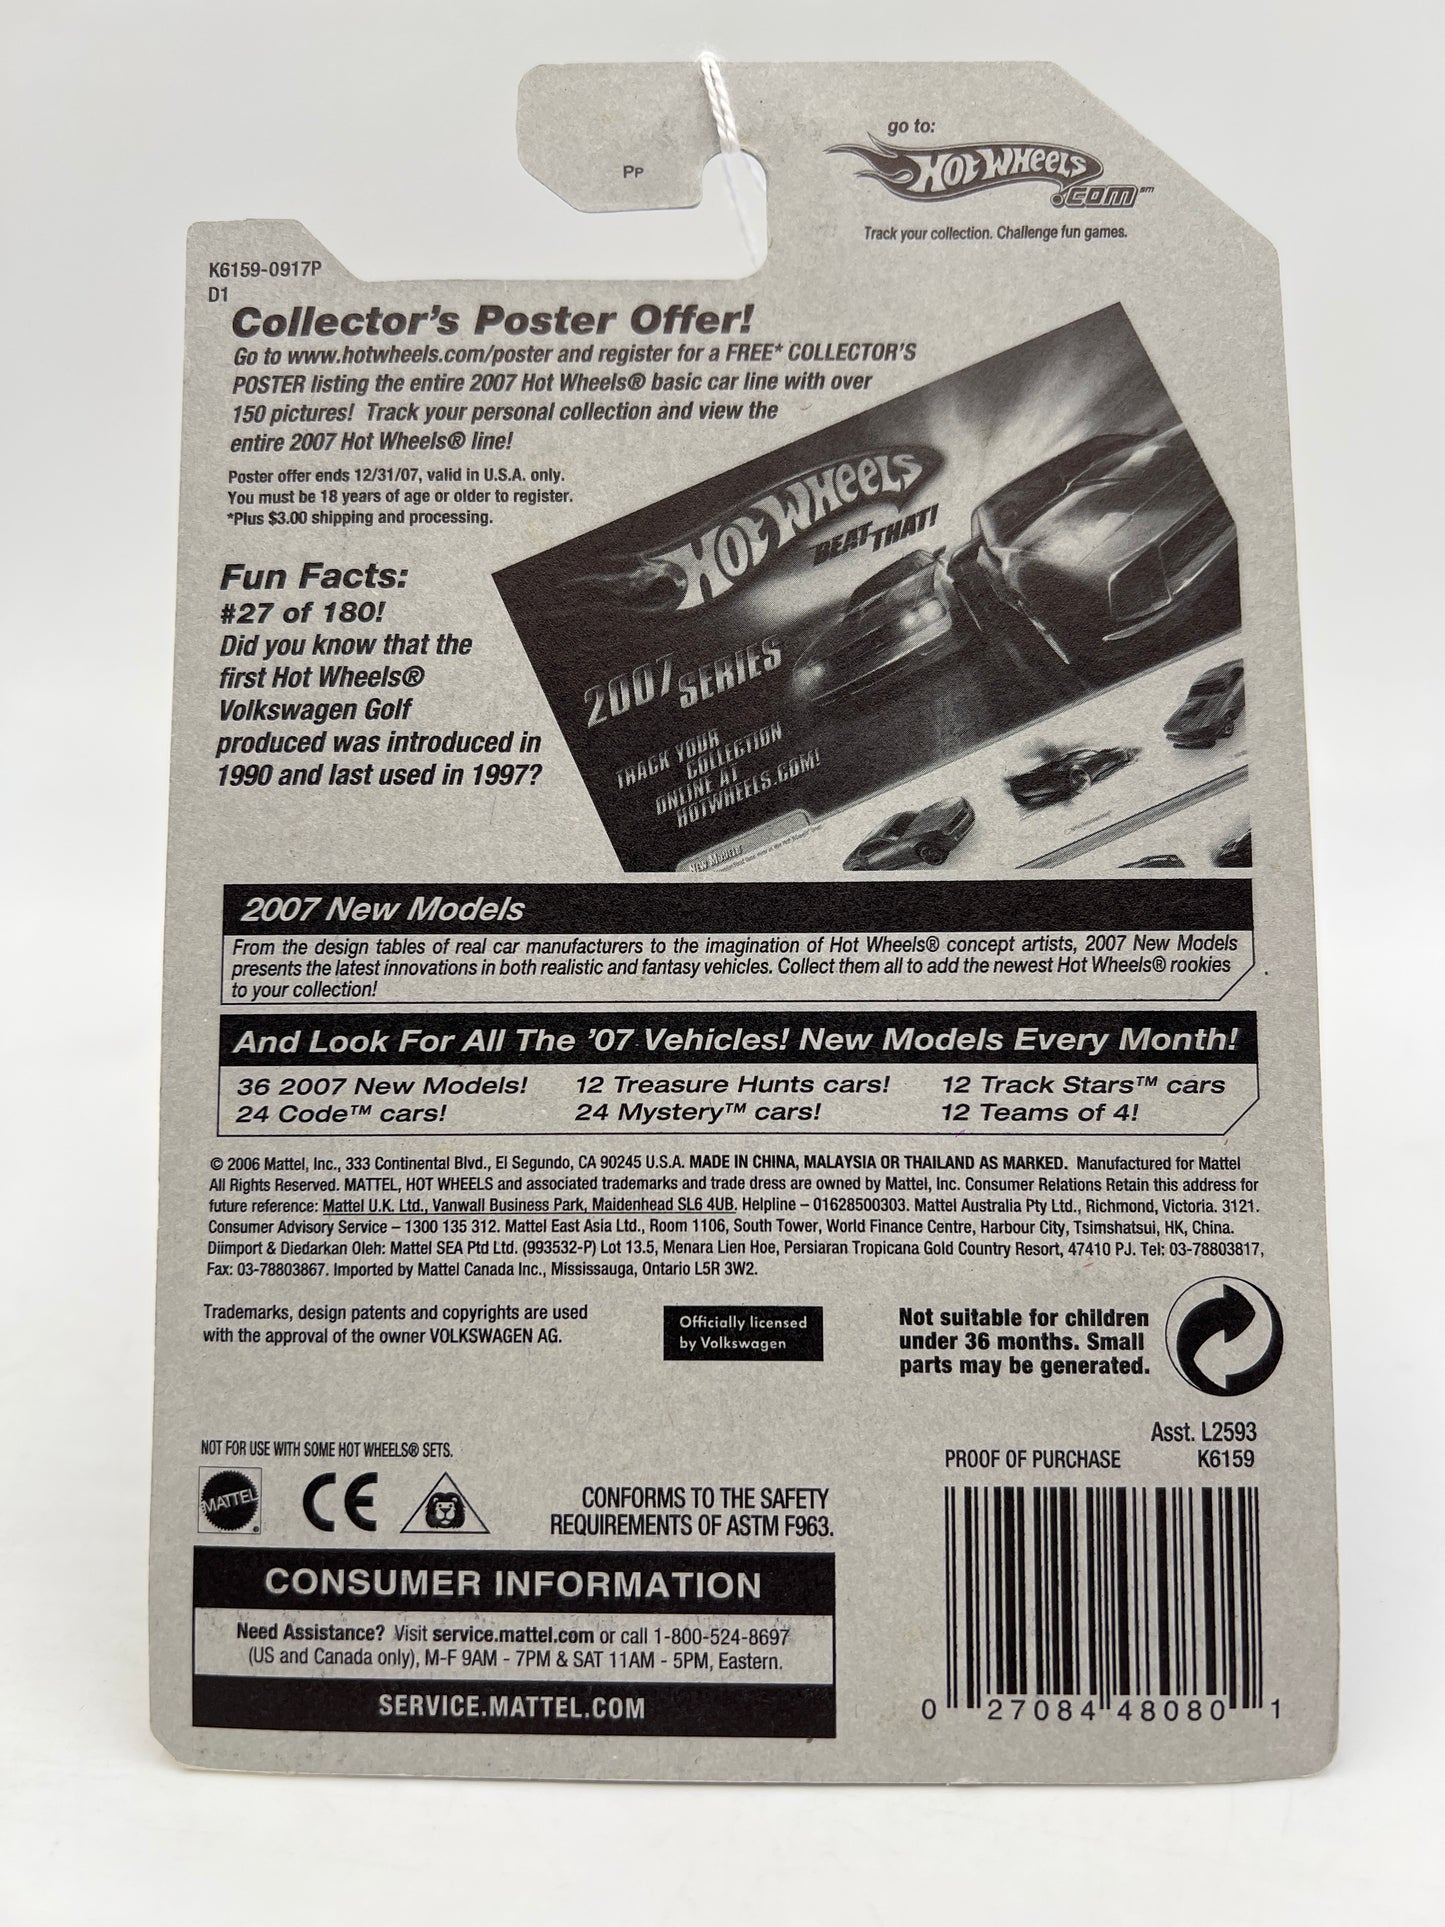 Pp
go to:
Hot Wheels
.com℠
Track your collection. Challenge fun games.
K6159-0917P
D1
Collector's Poster Offer!
Go to www.hotwheels.com/poster and register for a FREE* COLLECTOR'S
POSTER listing the entire 2007 Hot Wheels® basic car line with over
150 pictures! Track your personal collection and view the
entire 2007 Hot Wheels® line!
Poster offer ends 12/31/07, valid in U.S.A. only.
You must be 18 years of age or older to register.
*Plus $3.00 shipping and processing.
Hot Wheels
BEAT THAT!
2007 SERIES
TRACK YOUR
COLLECTION
ONLINE AT
HOTWHEELS.COM!
New Models
Fun Facts:
#27 of 180!
Did you know that the
first Hot Wheels®
Volkswagen Golf
produced was introduced in
1990 and last used in 1997?
2007 New Models
From the design tables of real car manufacturers to the imagination of Hot Wheels® concept artists, 2007 New Models
presents the latest innovations in both realistic and fantasy vehicles. Collect them all to add the newest Hot Wheels® rookies
to your collection!
And Look For All The '07 Vehicles! New Models Every Month!
36 2007 New Models! 12 Treasure Hunts cars! 12 Track Stars™ cars
24 Code™ cars! 24 Mystery™ cars! 12 Teams of 4!
© 2006 Mattel, Inc., 333 Continental Blvd., El Segundo, CA 90245 U.S.A. MADE IN CHINA, MALAYSIA OR THAILAND AS MARKED. Manufactured for Mattel
All Rights Reserved. MATTEL, HOT WHEELS and associated trademarks and trade dress are owned by Mattel, Inc. Consumer Relations Retain this address for
future reference: Mattel U.K. Ltd., Vanwall Business Park, Maidenhead SL6 4UB. Helpline – 01628500303. Mattel Australia Pty Ltd., Richmond, Victoria. 3121.
Consumer Advisory Service – 1300 135 312. Mattel East Asia Ltd., Room 1106, South Tower, World Finance Centre, Harbour City, Tsimshatsui, HK, China.
Diimport & Diedarkan Oleh: Mattel SEA Ptd Ltd. (993532-P) Lot 13.5, Menara Lien Hoe, Persiaran Tropicana Gold Country Resort, 47410 PJ. Tel: 03-78803817,
Fax: 03-78803867. Imported by Mattel Canada Inc., Mississauga, Ontario L5R 3W2.
Trademarks, design patents and copyrights are used
with the approval of the owner VOLKSWAGEN AG.
Officially licensed
by Volkswagen
Not suitable for children
under 36 months. Small
parts may be generated.
Asst. L2593
PROOF OF PURCHASE K6159
NOT FOR USE WITH SOME HOT WHEELS® SETS.
MATTEL
®
CE
CONFORMS TO THE SAFETY
REQUIREMENTS OF ASTM F963.
CONSUMER INFORMATION
Need Assistance? Visit service.mattel.com or call 1-800-524-8697
(US and Canada only), M-F 9AM - 7PM & SAT 11AM - 5PM, Eastern.
SERVICE.MATTEL.COM
0 27084 48080 1